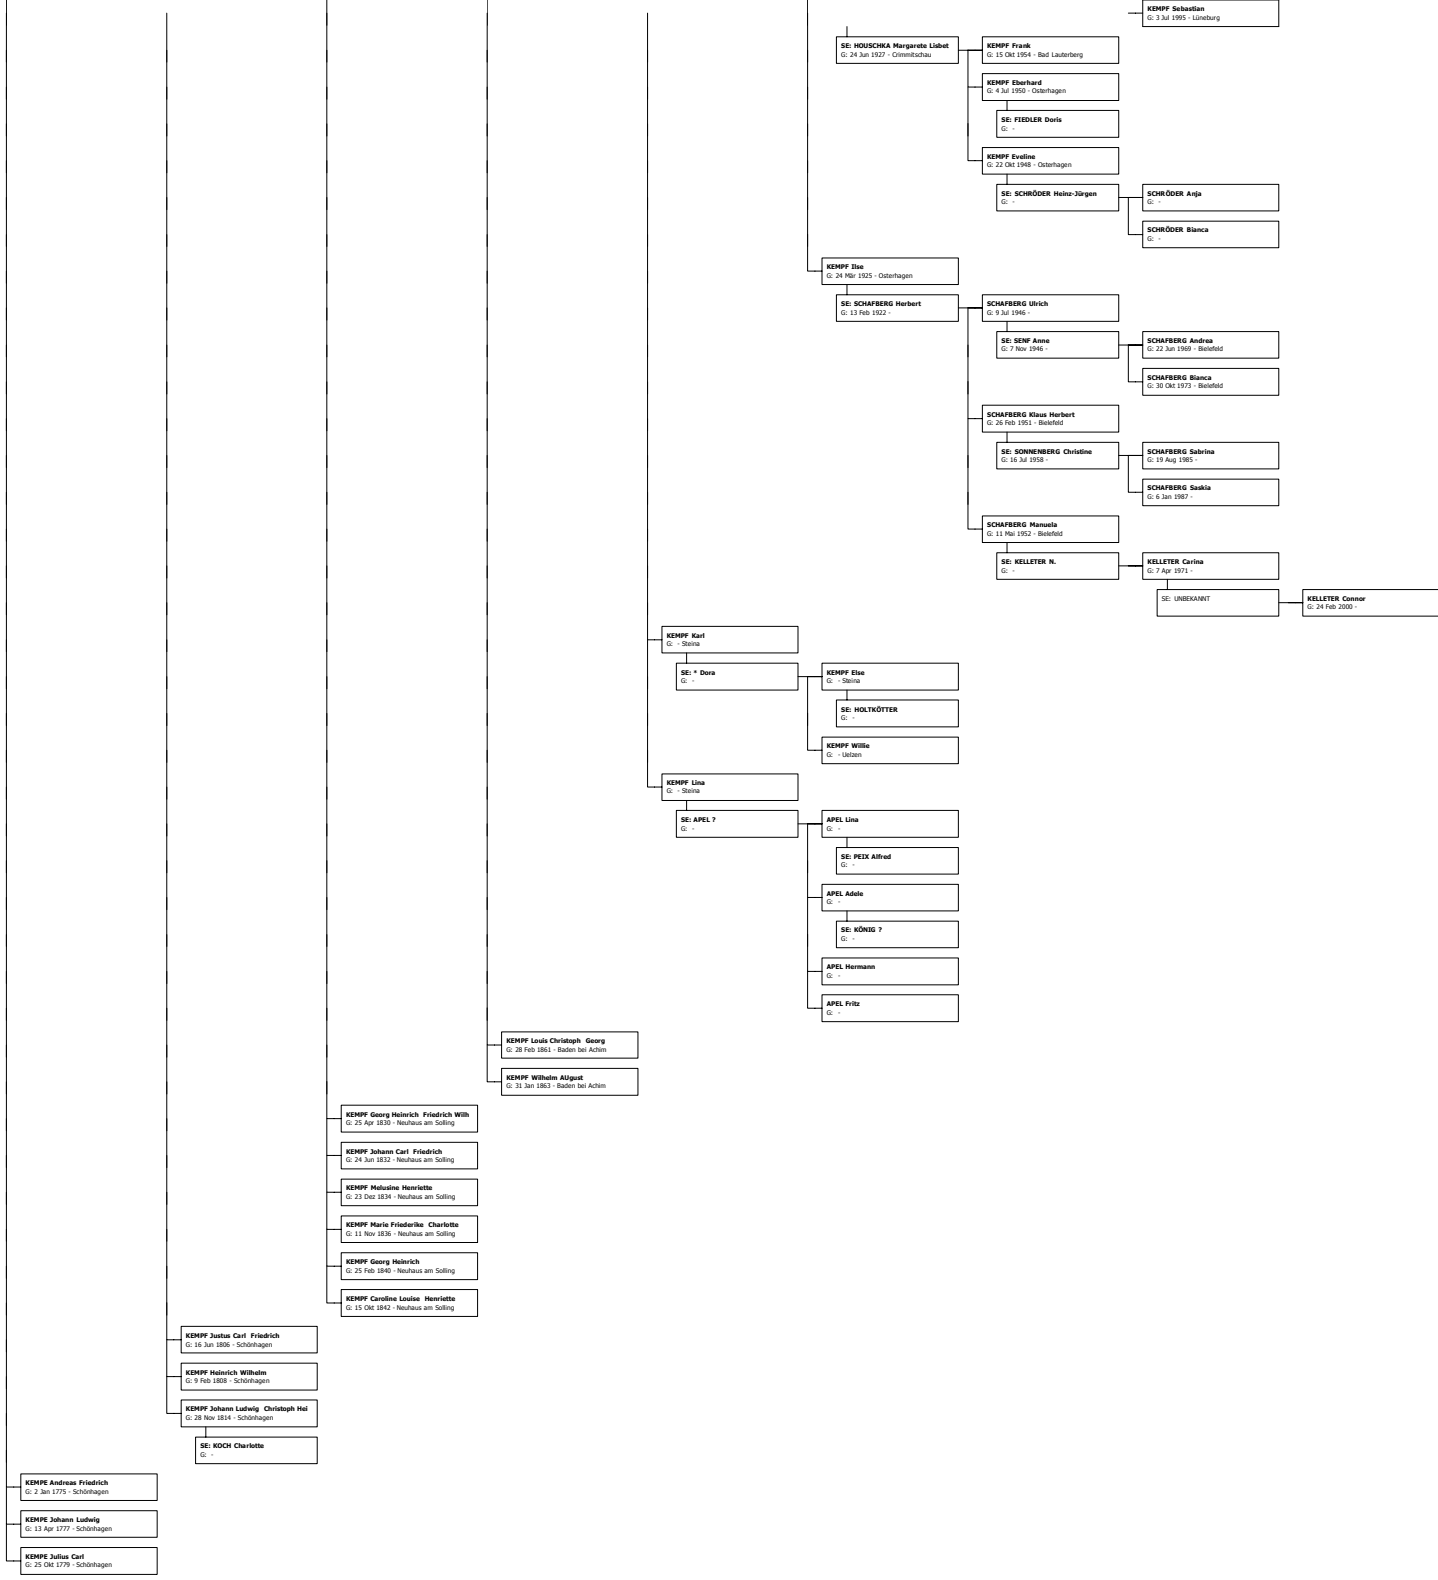 KEMPF Sebastian
G: 3 Jul 1995 - Lüneburg
SE: HOUSCHKA Margarete Lisbet
G: 24 Jun 1927 - Crimmitschau
KEMPF Frank
G: 15 Okt 1954 - Bad Lauterberg
KEMPF Eberhard
G: 4 Jul 1950 - Osterhagen
SE: FIEDLER Doris
G: -
KEMPF Eveline
G: 22 Okt 1948 - Osterhagen
SE: SCHRÖDER Heinz-Jürgen
G: -
SCHRÖDER Anja
G: -
SCHRÖDER Bianca
G: -
KEMPF Ilse
G: 24 Mär 1925 - Osterhagen
SE: SCHAFBERG Herbert
G: 13 Feb 1922 -
SCHAFBERG Ulrich
G: 9 Jul 1946 -
SE: SENF Anne
G: 7 Nov 1946 -
SCHAFBERG Andrea
G: 22 Jun 1969 - Bielefeld
SCHAFBERG Bianca
G: 30 Okt 1973 - Bielefeld
SCHAFBERG Klaus Herbert
G: 26 Feb 1951 - Bielefeld
SE: SONNENBERG Christine
G: 16 Jul 1958 -
SCHAFBERG Sabrina
G: 19 Aug 1985 -
SCHAFBERG Saskia
G: 6 Jan 1987 -
SCHAFBERG Manuela
G: 11 Mai 1952 - Bielefeld
SE: KELLETER N.
G: -
KELLETER Carina
G: 7 Apr 1971 -
SE: UNBEKANNT
KELLETER Connor
G: 24 Feb 2000 -
KEMPF Karl
G: - Steina
SE: * Dora
G: -
KEMPF Else
G: - Steina
SE: HOLTKÖTTER
G: -
KEMPF Willie
G: - Uelzen
KEMPF Lina
G: - Steina
SE: APEL ?
G: -
APEL Lina
G: -
SE: PEIX Alfred
G: -
APEL Adele
G: -
SE: KÖNIG ?
G: -
APEL Hermann
G: -
APEL Fritz
G: -
KEMPF Louis Christoph Georg
G: 28 Feb 1861 - Baden bei Achim
KEMPF Wilhelm AUgust
G: 31 Jan 1863 - Baden bei Achim
KEMPF Georg Heinrich Friedrich Wilh
G: 25 Apr 1830 - Neuhaus am Solling
KEMPF Johann Carl Friedrich
G: 24 Jun 1832 - Neuhaus am Solling
KEMPF Melusine Henriette
G: 23 Dez 1834 - Neuhaus am Solling
KEMPF Marie Friederike Charlotte
G: 11 Nov 1836 - Neuhaus am Solling
KEMPF Georg Heinrich
G: 25 Feb 1840 - Neuhaus am Solling
KEMPF Caroline Louise Henriette
G: 15 Okt 1842 - Neuhaus am Solling
KEMPF Justus Carl Friedrich
G: 16 Jun 1806 - Schönhagen
KEMPF Heinrich Wilhelm
G: 9 Feb 1808 - Schönhagen
KEMPF Johann Ludwig Christoph Hei
G: 28 Nov 1814 - Schönhagen
SE: KOCH Charlotte
G: -
KEMPE Andreas Friedrich
G: 2 Jan 1775 - Schönhagen
KEMPE Johann Ludwig
G: 13 Apr 1777 - Schönhagen
KEMPE Julius Carl
G: 25 Okt 1779 - Schönhagen